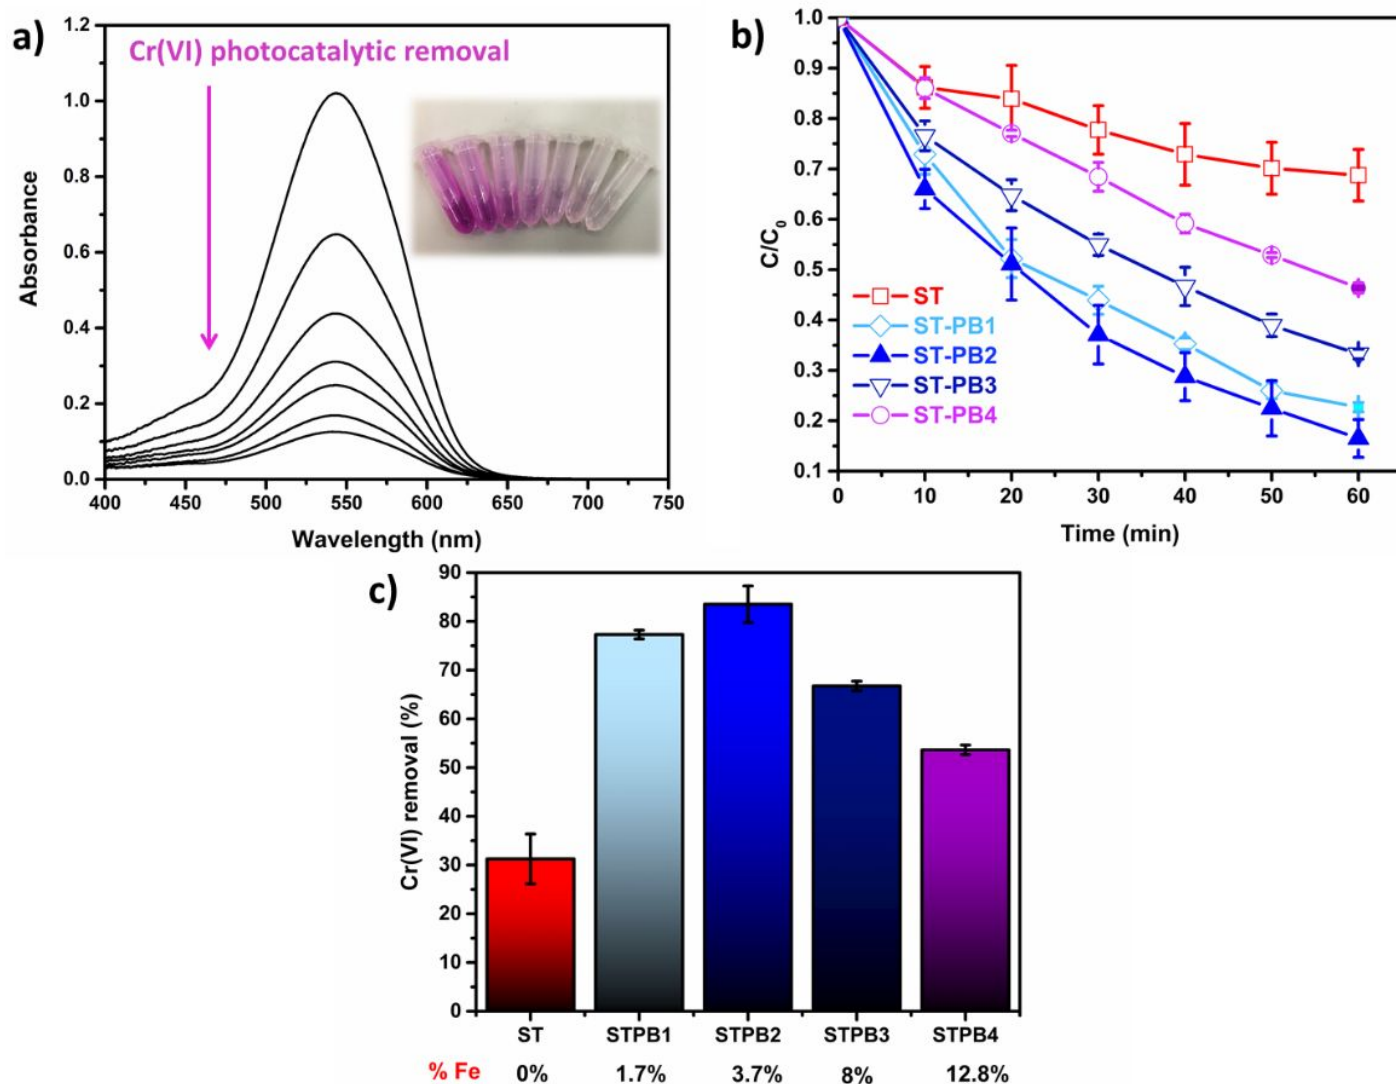 a)
Cr(VI) photocatalytic removal
1.2
1.0
0.8
0.6
0.4
0.2
0.0
Absorbance
400 450 500 550 600 650 700 750
Wavelength (nm)
b)
1.0
0.9
0.8
0.7
0.6
0.5
0.4
0.3
0.2
0.1
C/C0
ST
ST-PB1
ST-PB2
ST-PB3
ST-PB4
0 10 20 30 40 50 60
Time (min)
c)
90
80
70
60
50
40
30
20
10
0
Cr(VI) removal (%)
ST STPB1 STPB2 STPB3 STPB4
% Fe 0% 1.7% 3.7% 8% 12.8%